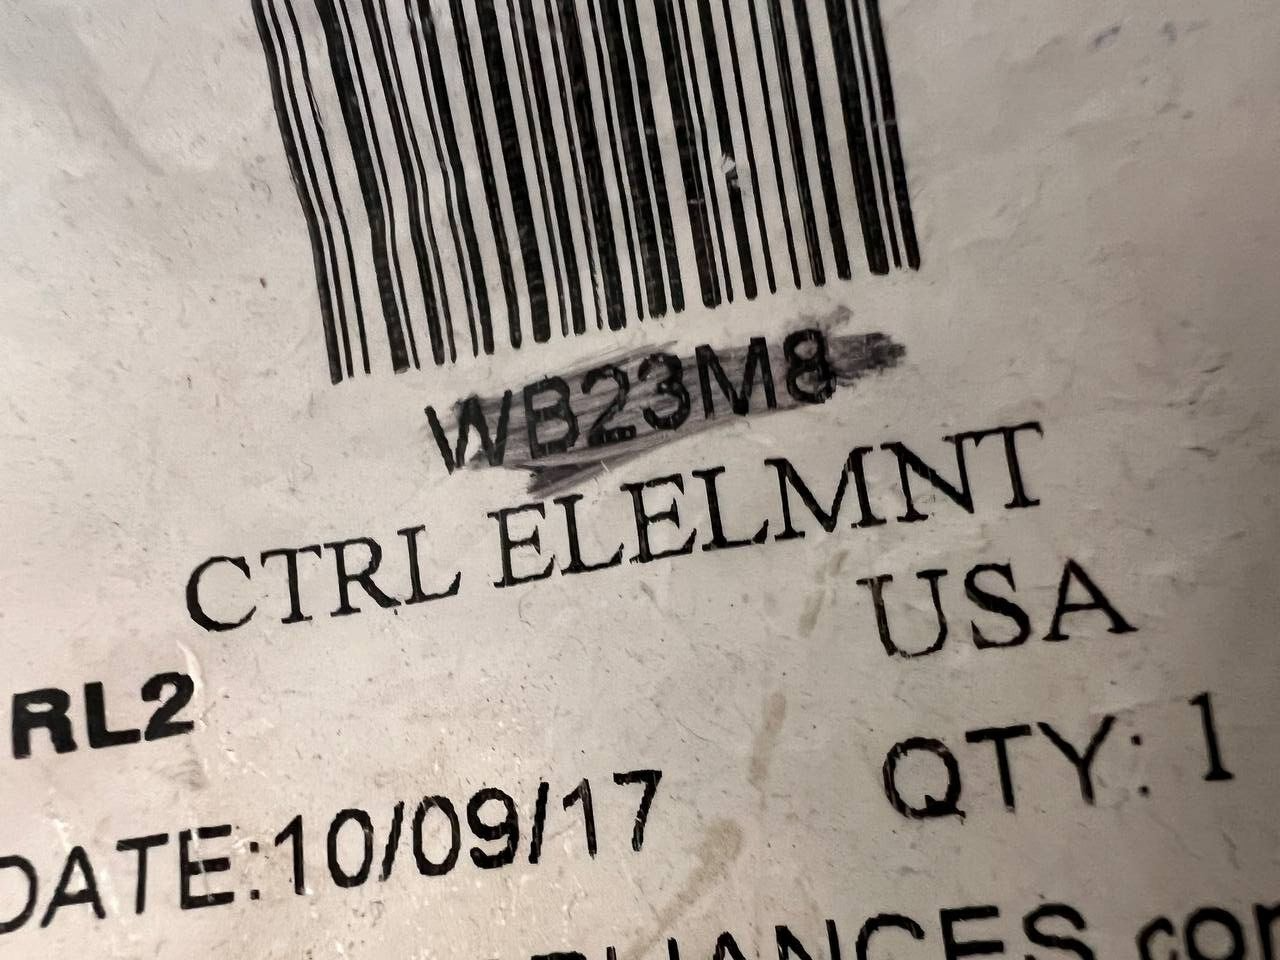 WB23M8
CTRL ELELMNT
USA
RL2
QTY: 1
DATE:10/09/17